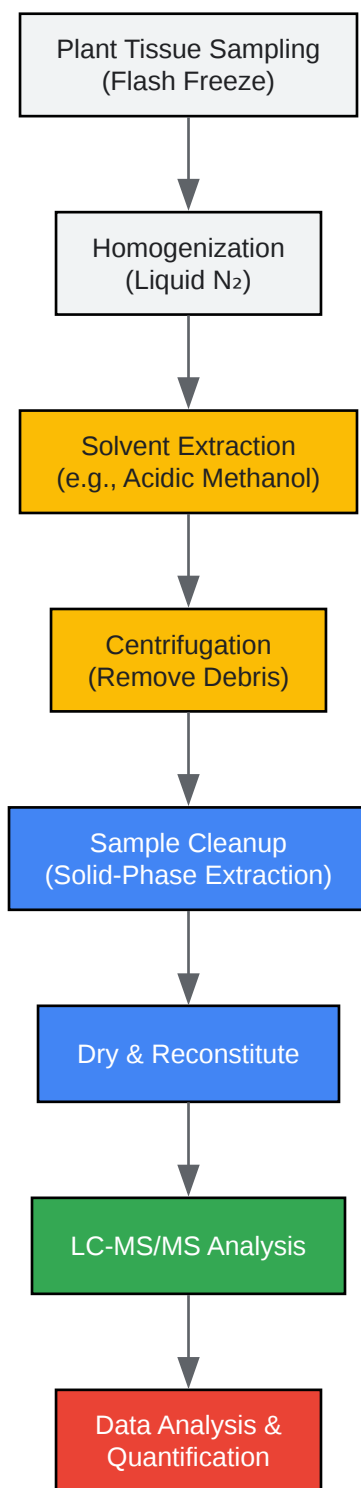 Plant Tissue Sampling
(Flash Freeze)
Homogenization
(Liquid N₂)
Solvent Extraction
(e.g., Acidic Methanol)
Centrifugation
(Remove Debris)
Sample Cleanup
(Solid-Phase Extraction)
Dry & Reconstitute
LC-MS/MS Analysis
Data Analysis &
Quantification